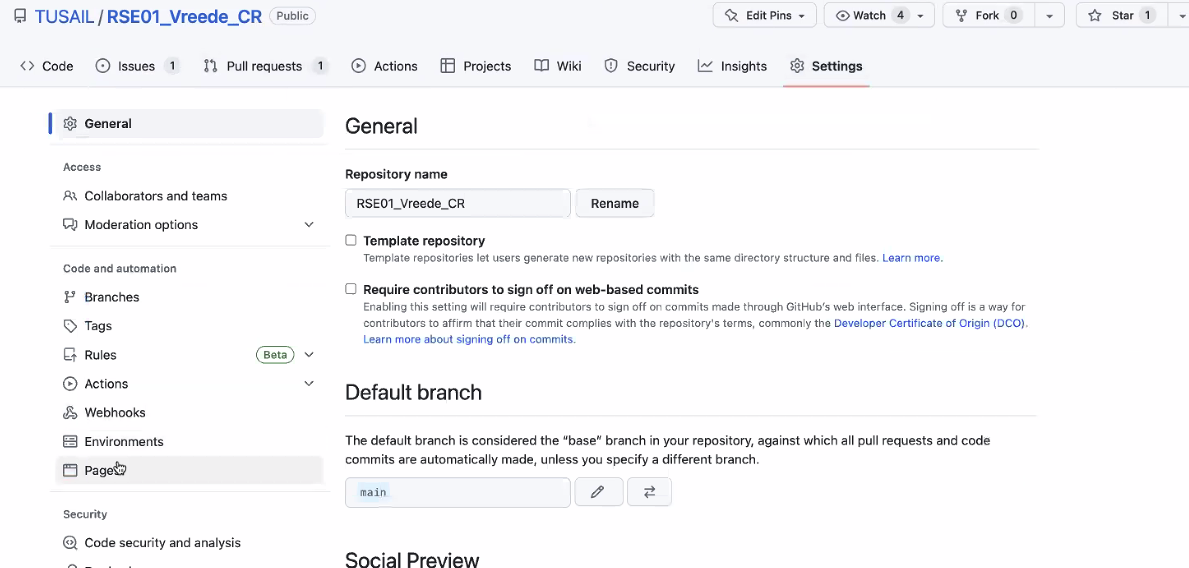 TUSAIL / RSE01_Vreede_CR Public
Edit Pins Watch 4 Fork 0 Star 1
Code Issues 1 Pull requests 1 Actions Projects Wiki Security Insights Settings
General
Access
Collaborators and teams
Moderation options
Code and automation
Branches
Tags
Rules Beta
Actions
Webhooks
Environments
Pages
Security
Code security and analysis
General
Repository name
RSE01_Vreede_CR Rename
Template repository
Template repositories let users generate new repositories with the same directory structure and files. Learn more.
Require contributors to sign off on web-based commits
Enabling this setting will require contributors to sign off on commits made through GitHub's web interface. Signing off is a way for
contributors to affirm that their commit complies with the repository's terms, commonly the Developer Certificate of Origin (DCO).
Learn more about signing off on commits.
Default branch
The default branch is considered the "base" branch in your repository, against which all pull requests and code
commits are automatically made, unless you specify a different branch.
main
Social Preview